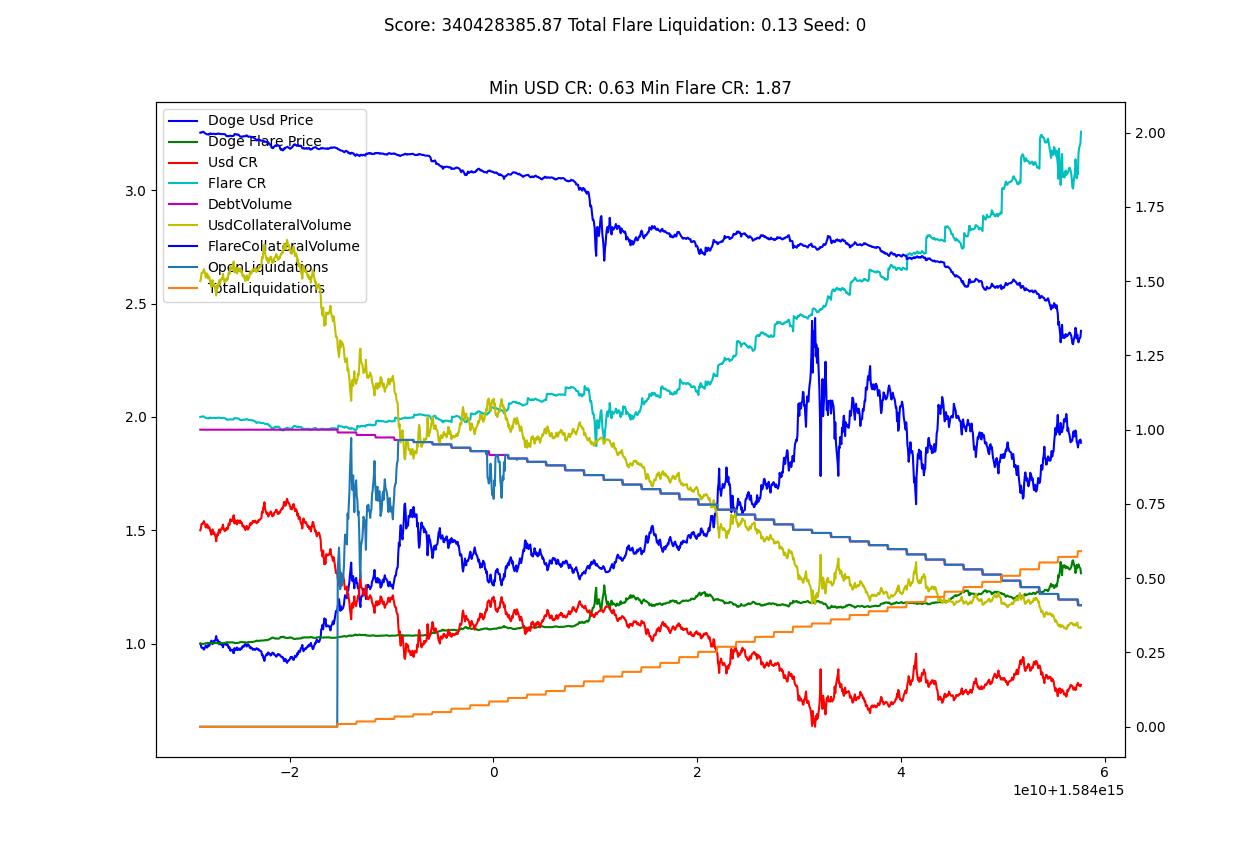 Score: 340428385.87 Total Flare Liquidation: 0.13 Seed: 0
Min USD CR: 0.63 Min Flare CR: 1.87
Doge Usd Price
Doge Flare Price
Usd CR
Flare CR
DebtVolume
UsdCollateralVolume
FlareCollateralVolume
OpenLiquidations
TotalLiquidations
3.0
2.5
2.0
1.5
1.0
2.00
1.75
1.50
1.25
1.00
0.75
0.50
0.25
0.00
−2
0
2
4
6
1e10+1.584e15